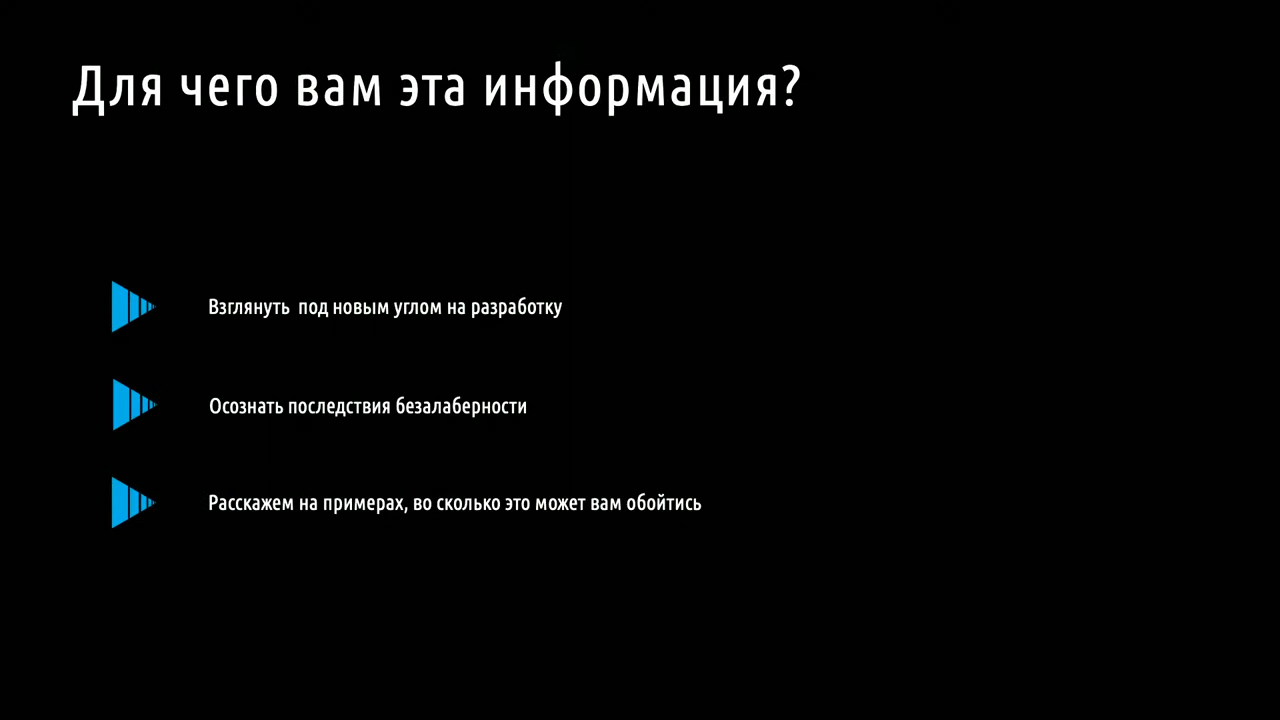 Для чего вам эта информация?
Взглянуть  под новым углом на разработку
Осознать последствия безалаберности
Расскажем на примерах, во сколько это может вам обойтись